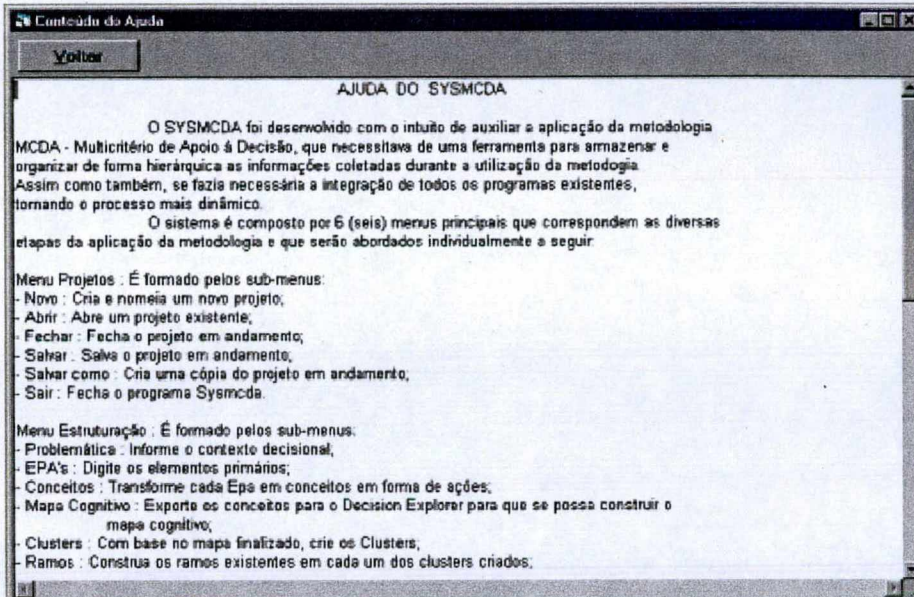 Conteúdo do Ajuda
Voltar
AJUDA DO SYSMCDA
O SYSMCDA foi desenvolvido com o intuito de auxiliar a aplicação da metodologia
MCDA - Multicritério de Apoio à Decisão, que necessitava de uma ferramenta para armazenar e
organizar de forma hierárquica as informações coletadas durante a utilização da metodogia.
Assim como também, se fazia necessária a integração de todos os programas existentes,
tornando o processo mais dinâmico.
O sistema é composto por 6 (seis) menus principais que correspondem as diversas
etapas da aplicação da metodologia e que serão abordados individualmente a seguir:
Menu Projetos : É formado pelos sub-menus:
- Novo : Cria e nomeia um novo projeto;
- Abrir : Abre um projeto existente;
- Fechar : Fecha o projeto em andamento;
- Salvar : Salva o projeto em andamento;
- Salvar como : Cria uma cópia do projeto em andamento;
- Sair : Fecha o programa Sysmcda.
Menu Estruturação : É formado pelos sub-menus:
- Problemática : Informe o contexto decisional;
- EPA's : Digite os elementos primários;
- Conceitos : Transforme cada Epa em conceitos em forma de ações;
- Mapa Cognitivo : Exporte os conceitos para o Decision Explorer para que se possa construir o
mapa cognitivo;
- Clusters : Com base no mapa finalizado, crie os Clusters;
- Ramos : Construa os ramos existentes em cada um dos clusters criados;